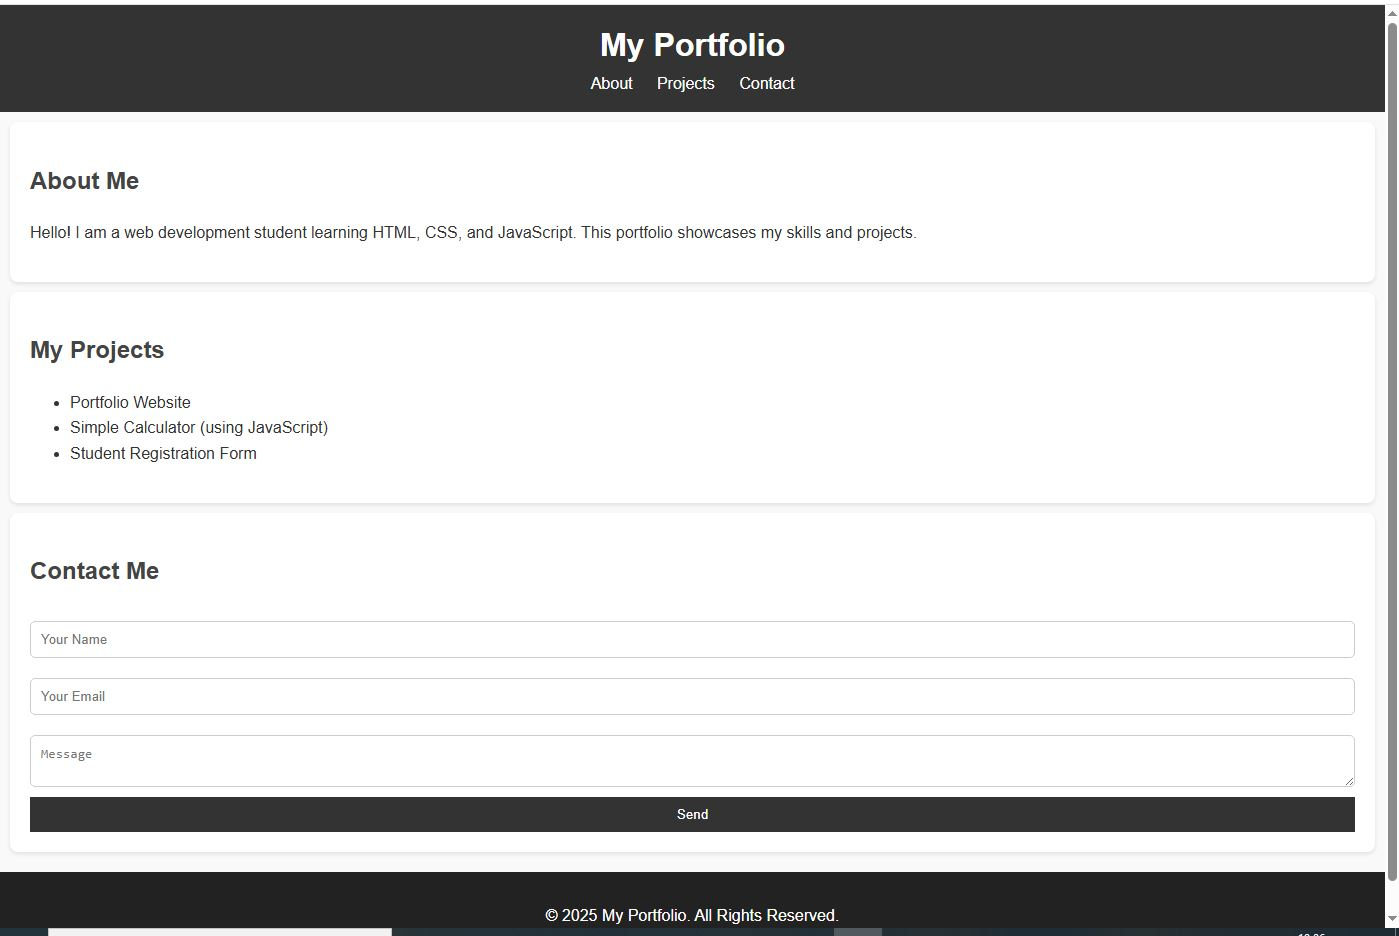 My Portfolio
About Projects Contact
About Me
Hello! I am a web development student learning HTML, CSS, and JavaScript. This portfolio showcases my skills and projects.
My Projects
Portfolio Website
Simple Calculator (using JavaScript)
Student Registration Form
Contact Me
Your Name
Your Email
Message
Send
© 2025 My Portfolio. All Rights Reserved.